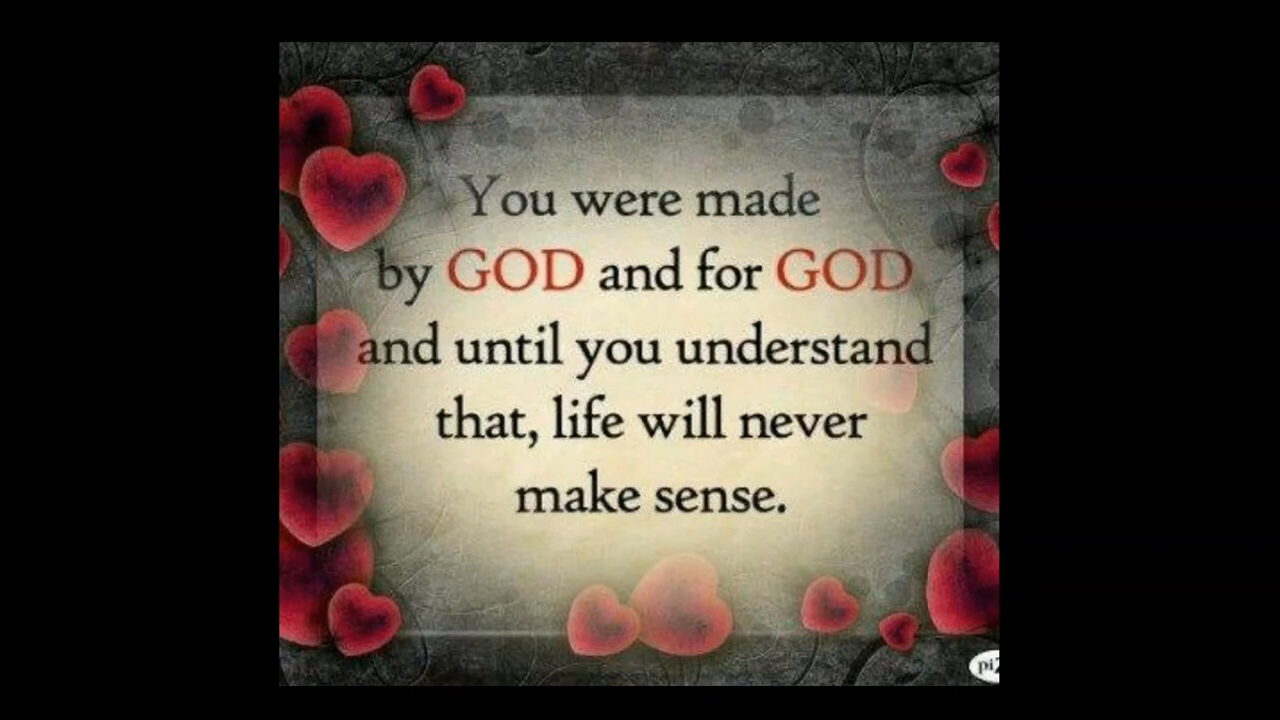 You were made
by GOD and for GOD
and until you understand
that, life will never
make sense.